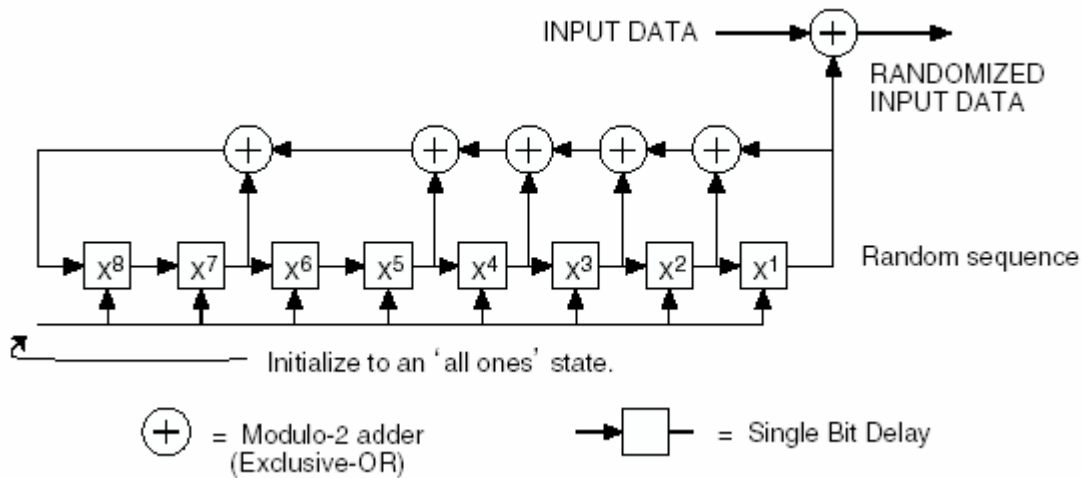 INPUT DATA
+
RANDOMIZED
INPUT DATA
+ + + + +
X8 X7 X6 X5 X4 X3 X2 X1
Random sequence
Initialize to an ‘all ones’ state.
+ = Modulo-2 adder
(Exclusive-OR)
= Single Bit Delay